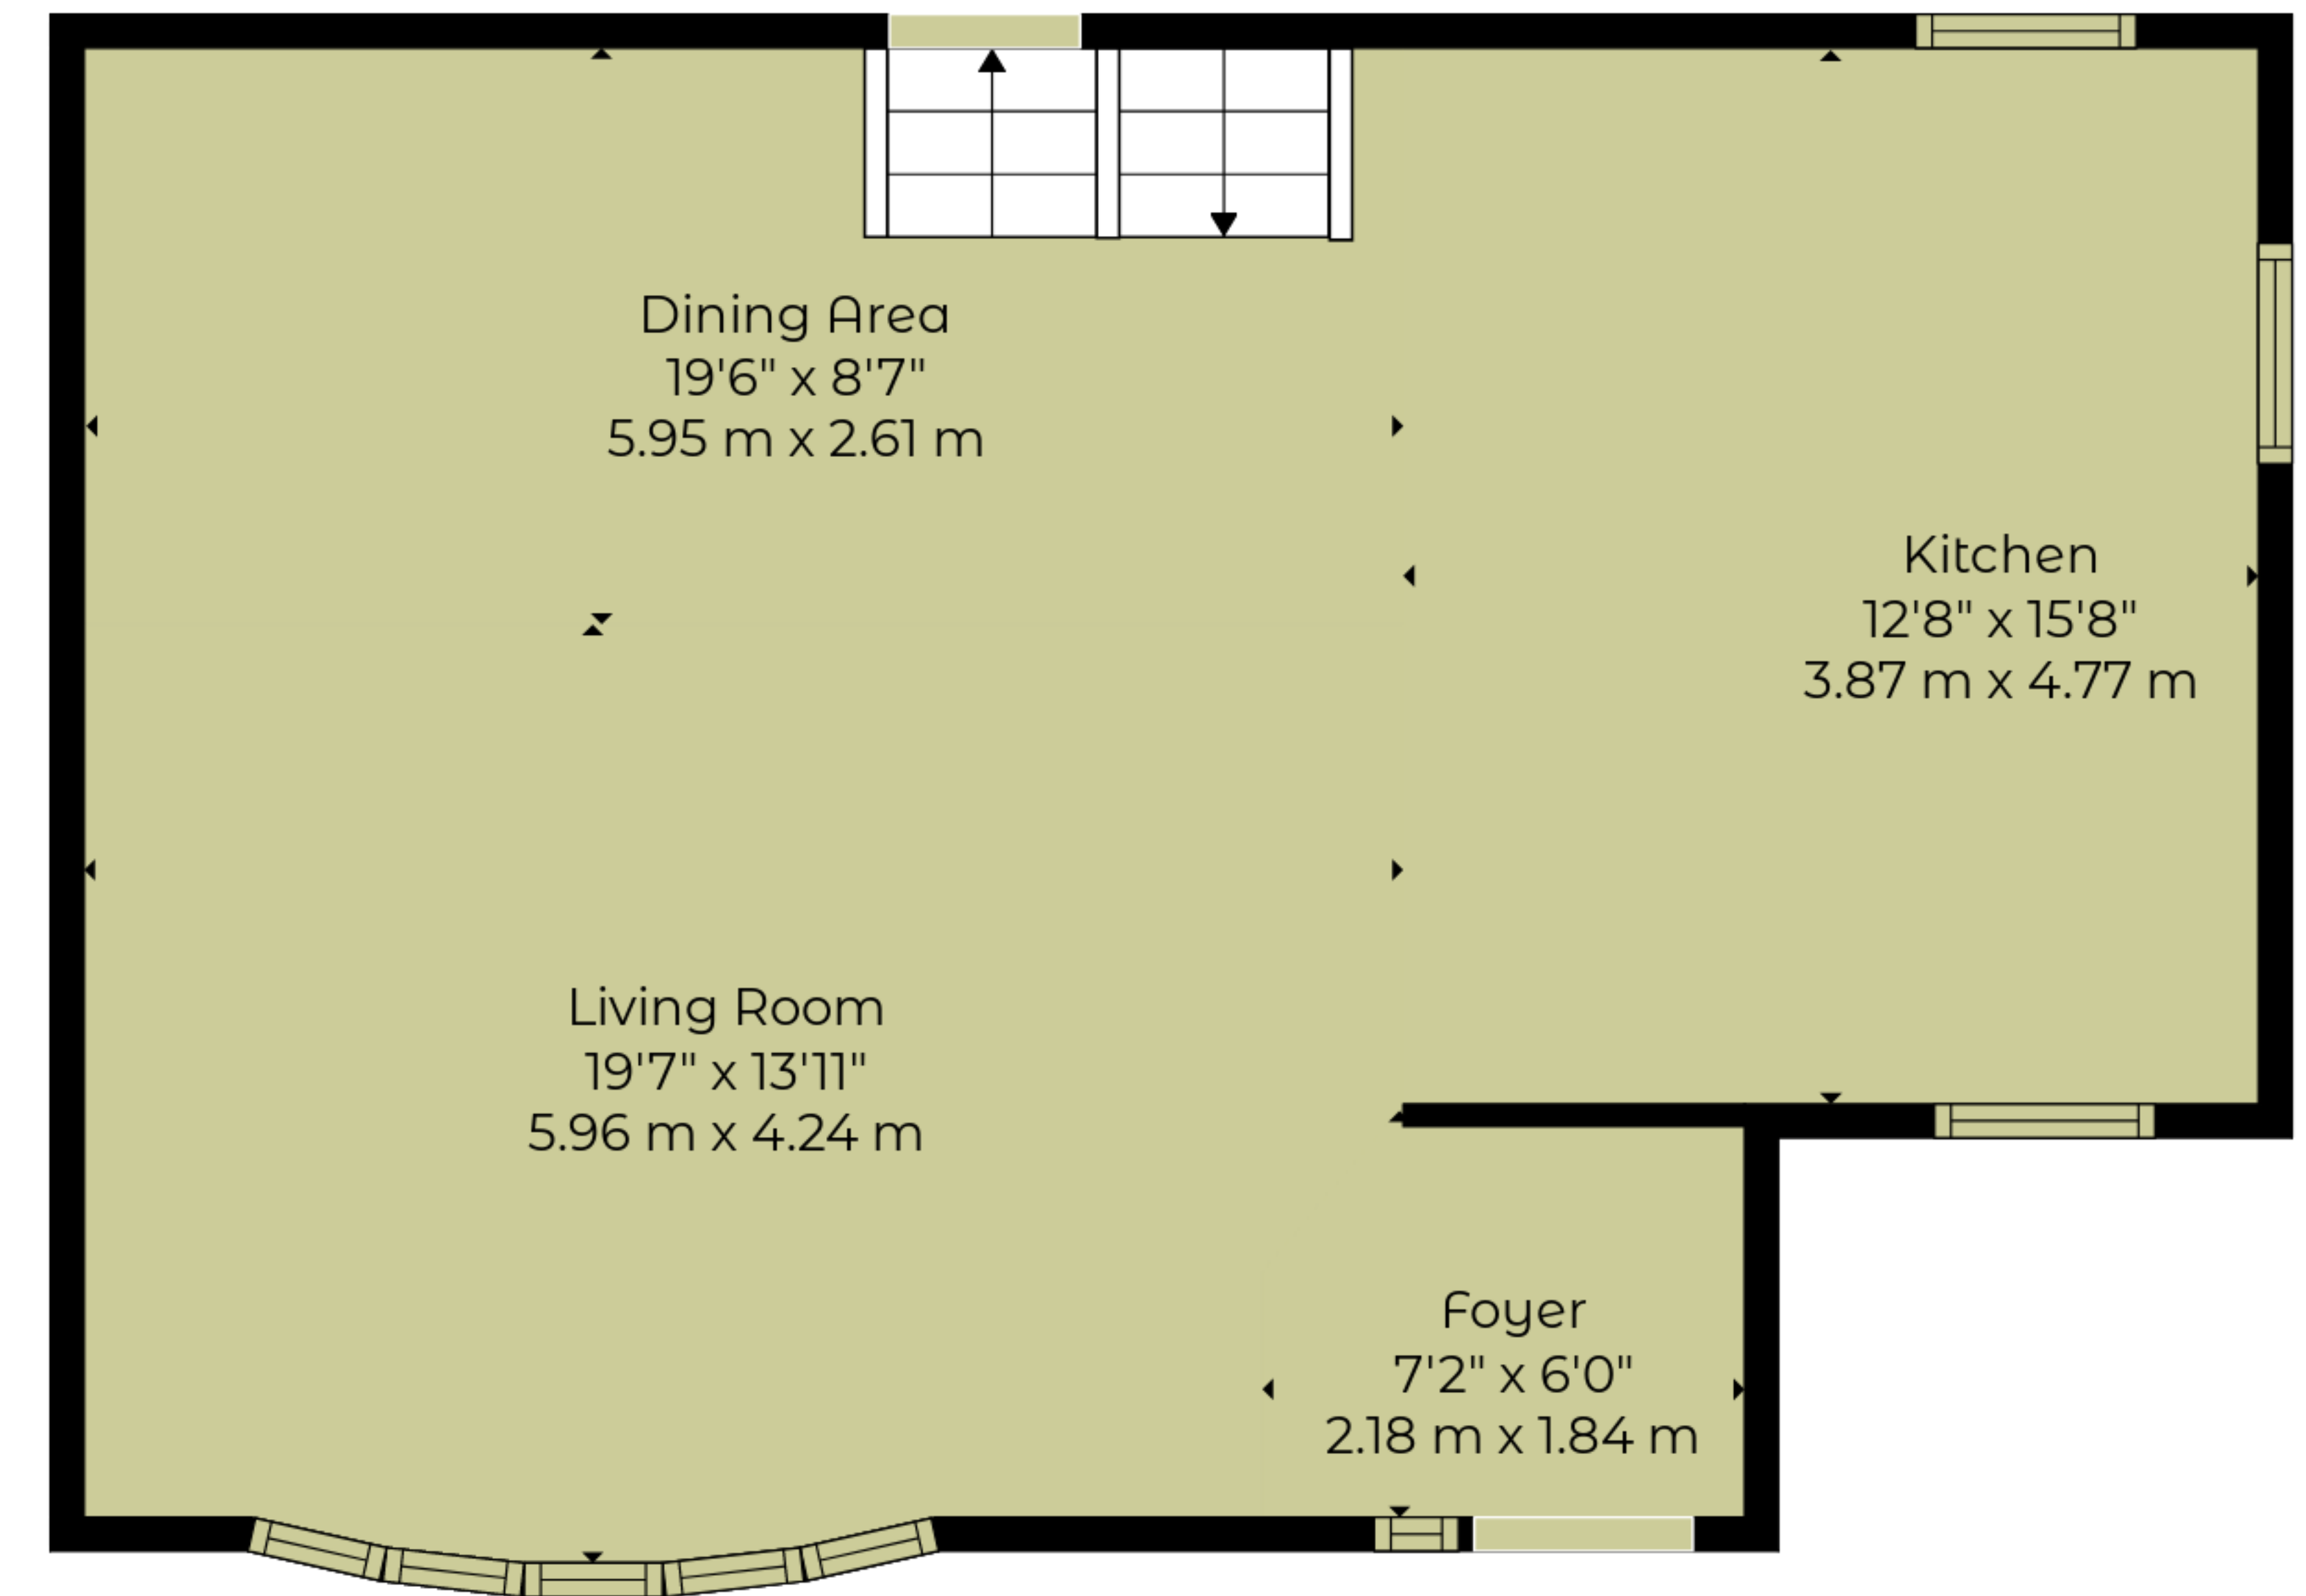 Dining Area
19'6" x 8'7"
5.95 m x 2.61 m
Kitchen
12'8" x 15'8"
3.87 m x 4.77 m
Living Room
19'7" x 13'11"
5.96 m x 4.24 m
Foyer
7'2" x 6'0"
2.18 m x 1.84 m